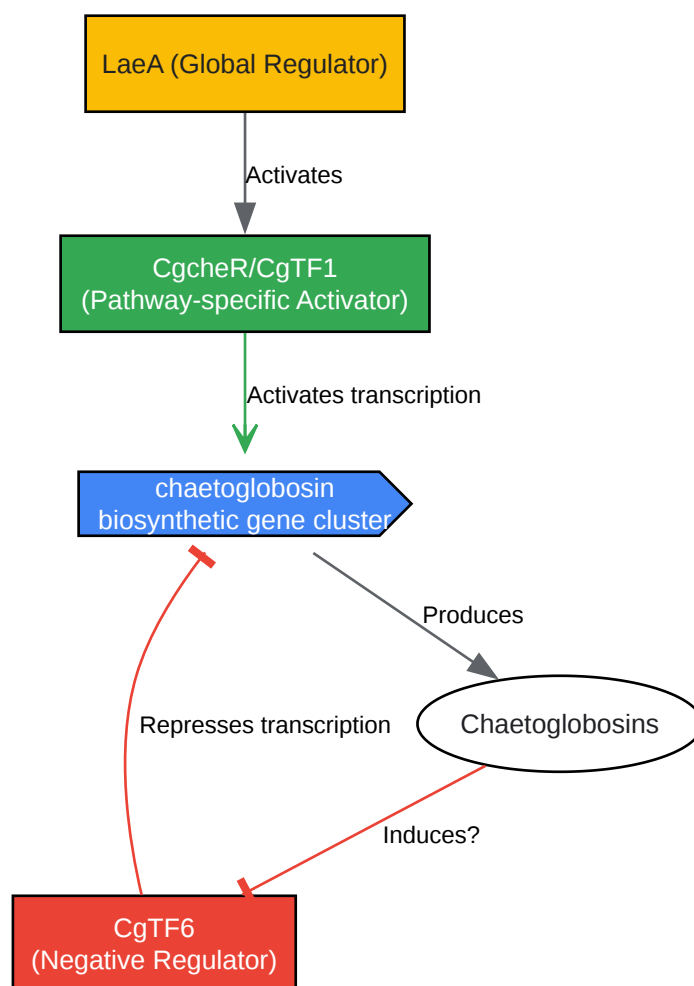 LaeA (Global Regulator)
Activates
CgcheR/CgTF1
(Pathway-specific Activator)
Activates transcription
chaetoglobosin
biosynthetic gene cluster
Produces
Chaetoglobosins
Represses transcription
Induces?
CgTF6
(Negative Regulator)